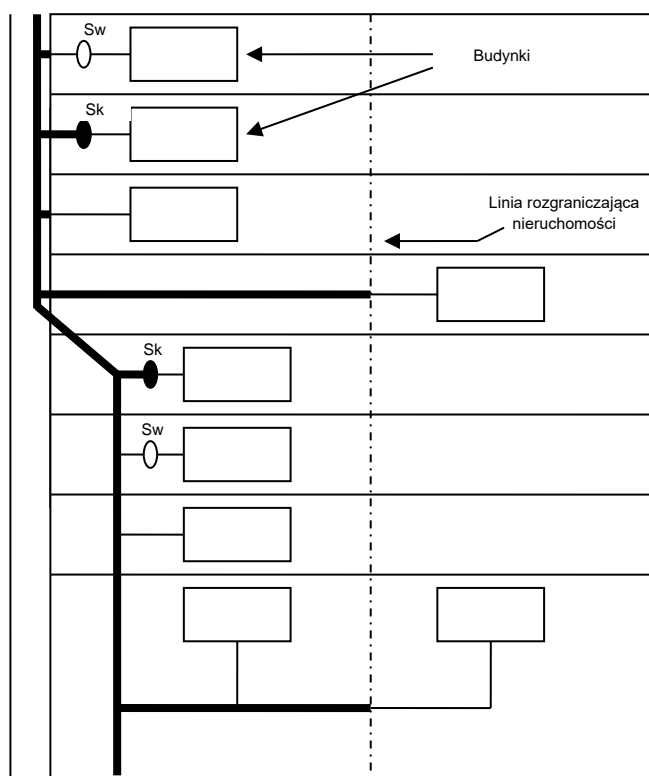 Sw
Budynki
Sk
Linia rozgraniczająca
nieruchomości
Sk
Sw